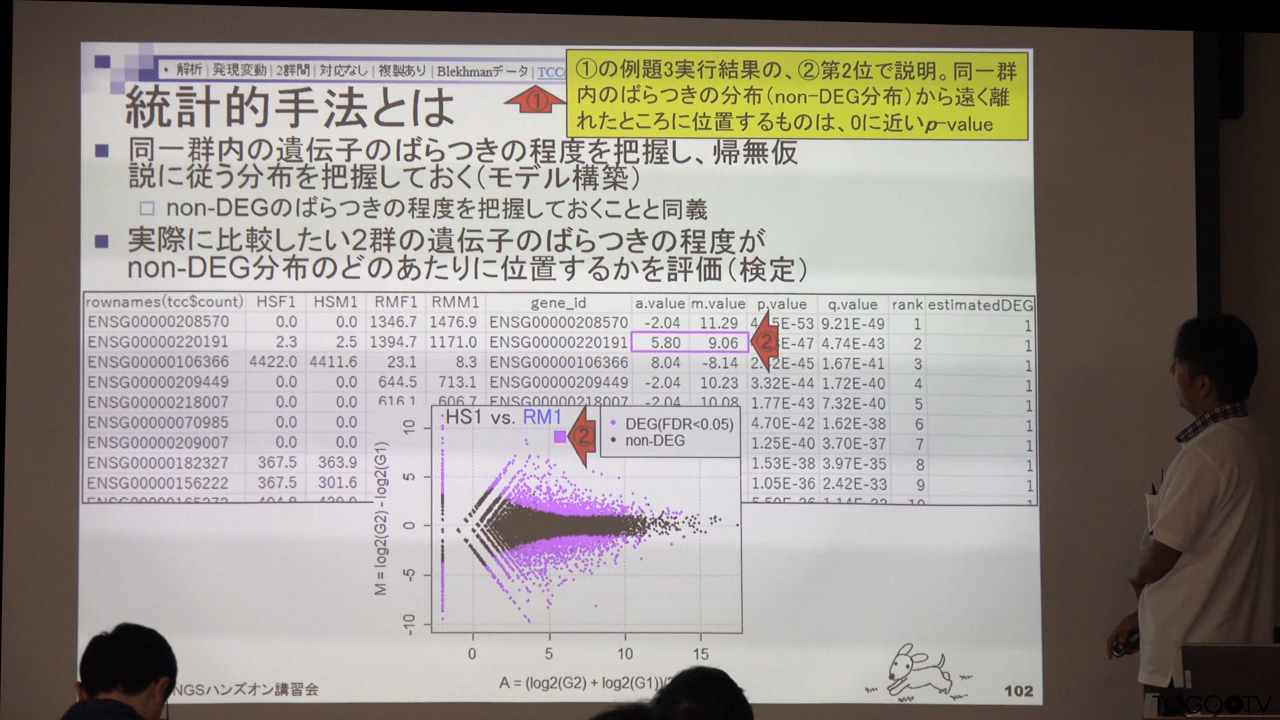 • 解析 | 発現変動 | 2群間 | 対応なし | 複製あり | Blekhmanデータ | TCC
①の例題3実行結果の、②第2位で説明。同一群
内のばらつきの分布（non-DEG分布）から遠く離
れたところに位置するものは、0に近いp-value
①
統計的手法とは
同一群内の遺伝子のばらつきの程度を把握し、帰無仮
説に従う分布を把握しておく（モデル構築）
non-DEGのばらつきの程度を把握しておくことと同義
実際に比較したい2群の遺伝子のばらつきの程度が
non-DEG分布のどのあたりに位置するかを評価（検定）
rownames(tcc$count) HSF1 HSM1 RMF1 RMM1 gene_id a.value m.value p.value q.value rank estimatedDEG
ENSG00000208570 0.0 0.0 1346.7 1476.9 ENSG00000208570 -2.04 11.29 E-53 9.21E-49 1 1
ENSG00000220191 2.3 2.5 1394.7 1171.0 ENSG00000220191 5.80 9.06 ② E-47 4.74E-43 2 1
ENSG00000106366 4422.0 4411.6 23.1 8.3 ENSG00000106366 8.04 -8.14 E-45 1.67E-41 3 1
ENSG00000209449 0.0 0.0 644.5 713.1 ENSG00000209449 -2.04 10.23 3.32E-44 1.72E-40 4 1
ENSG00000218007 0.0 0.0 616.1 606.7 ENSG00000218007 -2.04 10.08 1.77E-43 7.32E-40 5 1
ENSG00000070985 0.0 0.0 4.70E-42 1.62E-38 6 1
ENSG00000209007 0.0 0.0 1.25E-40 3.70E-37 7 1
ENSG00000182327 367.5 363.9 1.53E-38 3.97E-35 8 1
ENSG00000156222 367.5 301.6 1.05E-36 2.42E-33 9 1
10 1
HS1 vs. RM1
②
DEG(FDR<0.05)
non-DEG
M = log2(G2) - log2(G1)
10
5
0
-5
-10
0 5 10 15
A = (log2(G2) + log2(G1))/
NGSハンズオン講習会
102
TOGOTV